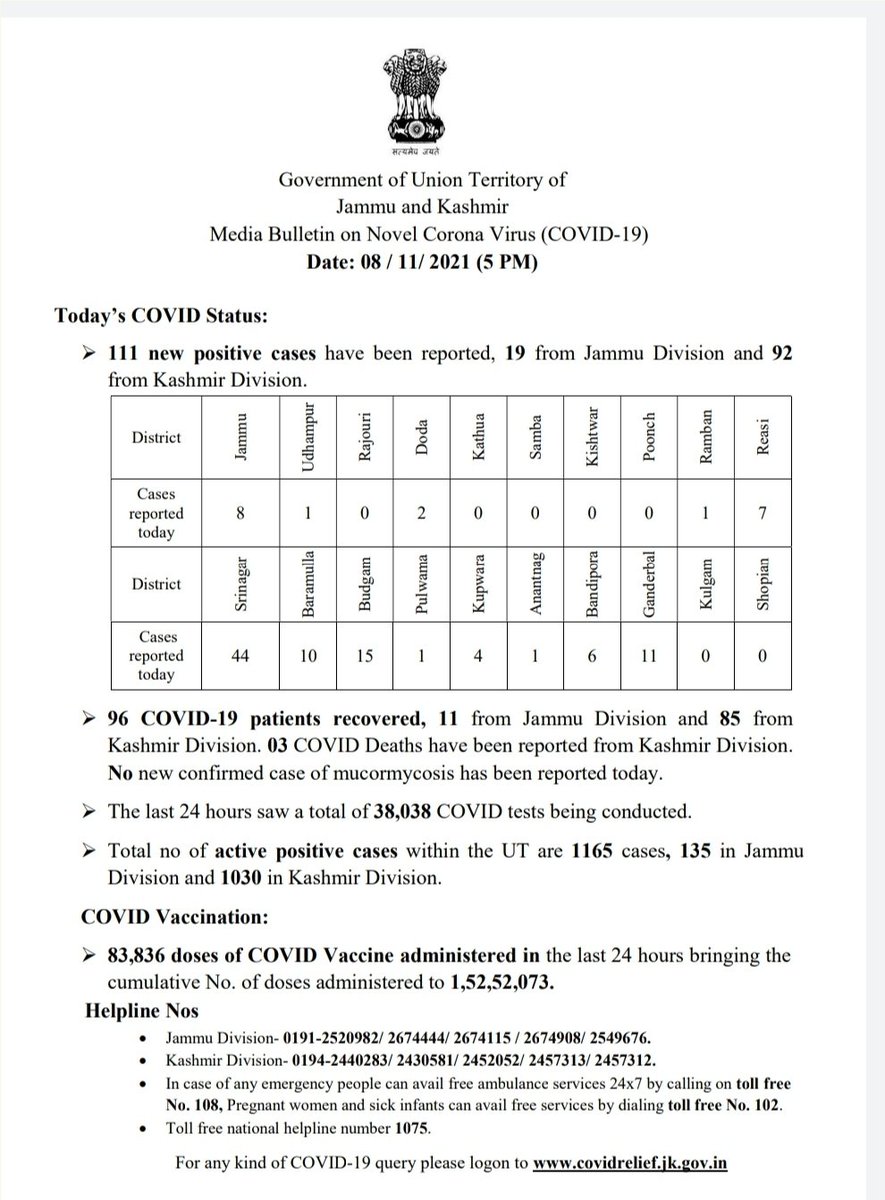 सत्यमेव जयते
Government of Union Territory of
Jammu and Kashmir
Media Bulletin on Novel Corona Virus (COVID-19)
Date: 08 / 11/ 2021 (5 PM)
Today’s COVID Status:
➢ 111 new positive cases have been reported, 19 from Jammu Division and 92
from Kashmir Division.
District Jammu Udhampur Rajouri Doda Kathua Samba Kishtwar Poonch Ramban Reasi
Cases
reported
today 8 1 0 2 0 0 0 0 1 7
District Srinagar Baramulla Budgam Pulwama Kupwara Anantnag Bandipora Ganderbal Kulgam Shopian
Cases
reported
today 44 10 15 1 4 1 6 11 0 0
➢ 96 COVID-19 patients recovered, 11 from Jammu Division and 85 from
Kashmir Division. 03 COVID Deaths have been reported from Kashmir Division.
No new confirmed case of mucormycosis has been reported today.
➢ The last 24 hours saw a total of 38,038 COVID tests being conducted.
➢ Total no of active positive cases within the UT are 1165 cases, 135 in Jammu
Division and 1030 in Kashmir Division.
COVID Vaccination:
➢ 83,836 doses of COVID Vaccine administered in the last 24 hours bringing the
cumulative No. of doses administered to 1,52,52,073.
Helpline Nos
• Jammu Division- 0191-2520982/ 2674444/ 2674115 / 2674908/ 2549676.
• Kashmir Division- 0194-2440283/ 2430581/ 2452052/ 2457313/ 2457312.
• In case of any emergency people can avail free ambulance services 24x7 by calling on toll free
No. 108, Pregnant women and sick infants can avail free services by dialing toll free No. 102.
• Toll free national helpline number 1075.
For any kind of COVID-19 query please logon to www.covidrelief.jk.gov.in